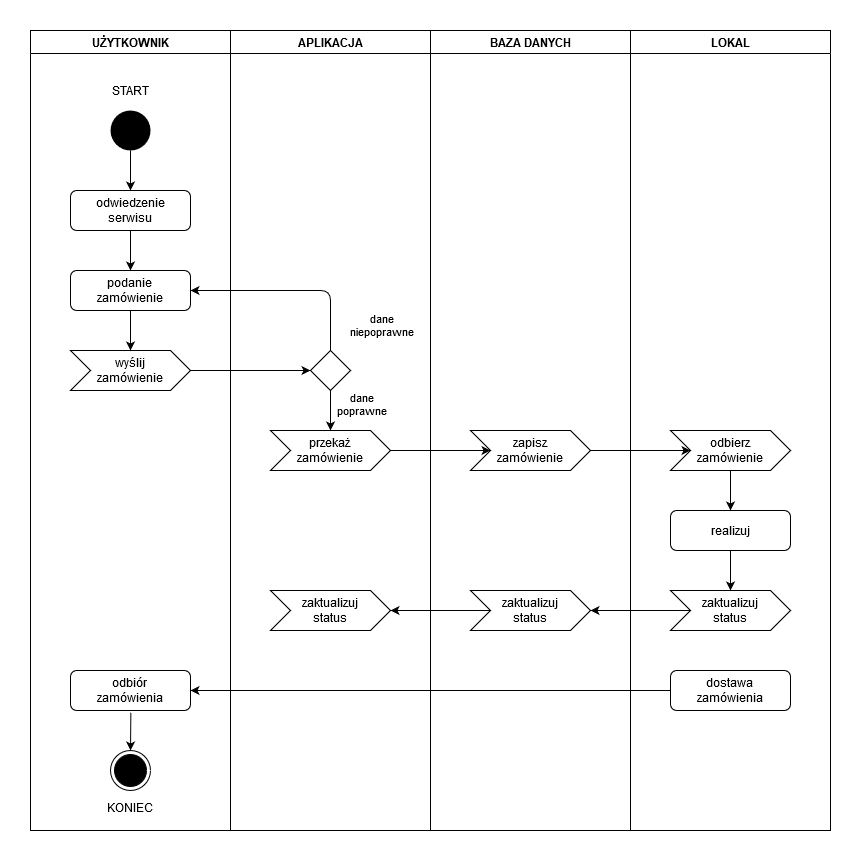 UŻYTKOWNIK
APLIKACJA
BAZA DANYCH
LOKAL
START
odwiedzenie
serwisu
podanie
zamówienie
dane
niepoprawne
wyślij
zamówienie
dane
poprawne
przekaż
zamówienie
zapisz
zamówienie
odbierz
zamówienie
realizuj
zaktualizuj
status
zaktualizuj
status
zaktualizuj
status
odbiór
zamówienia
dostawa
zamówienia
KONIEC